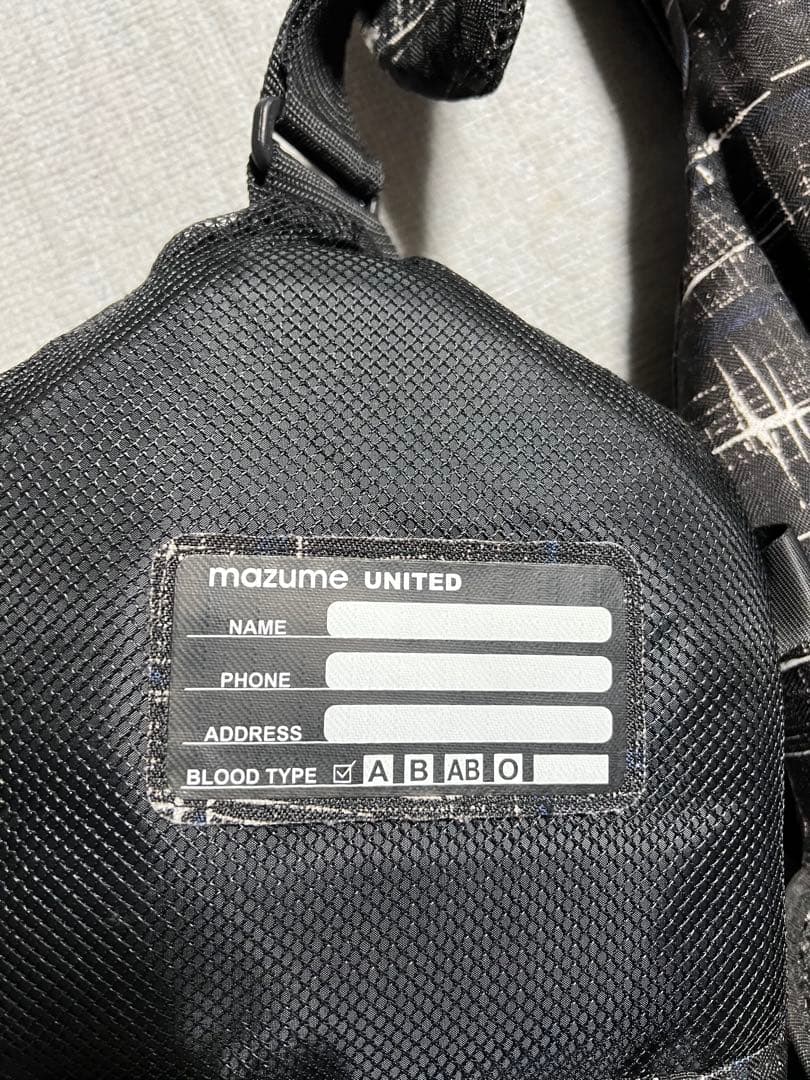 mazume UNITED
NAME
PHONE
ADDRESS
BLOOD TYPE ☑ A B AB O